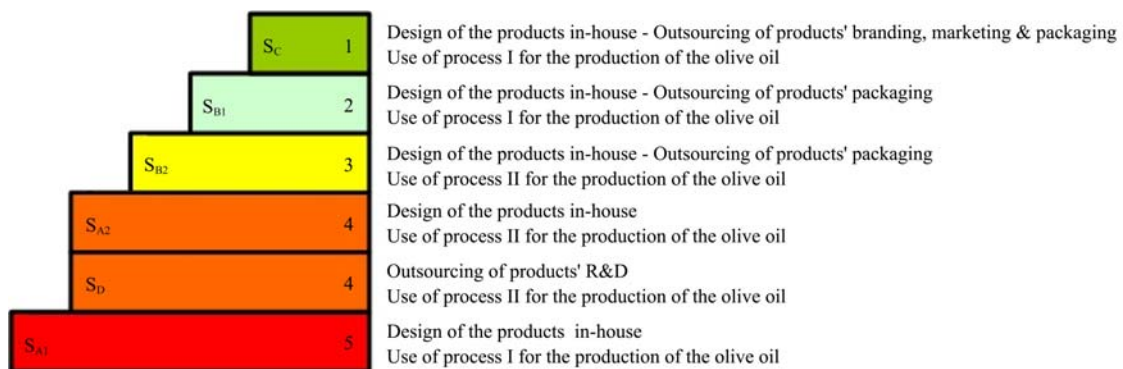 S_C 1 Design of the products in-house - Outsourcing of products' branding, marketing & packaging
Use of process I for the production of the olive oil
S_B1 2 Design of the products in-house - Outsourcing of products' packaging
Use of process I for the production of the olive oil
S_B2 3 Design of the products in-house - Outsourcing of products' packaging
Use of process II for the production of the olive oil
S_A2 4 Design of the products in-house
Use of process II for the production of the olive oil
S_D 4 Outsourcing of products' R&D
Use of process II for the production of the olive oil
S_A1 5 Design of the products in-house
Use of process I for the production of the olive oil